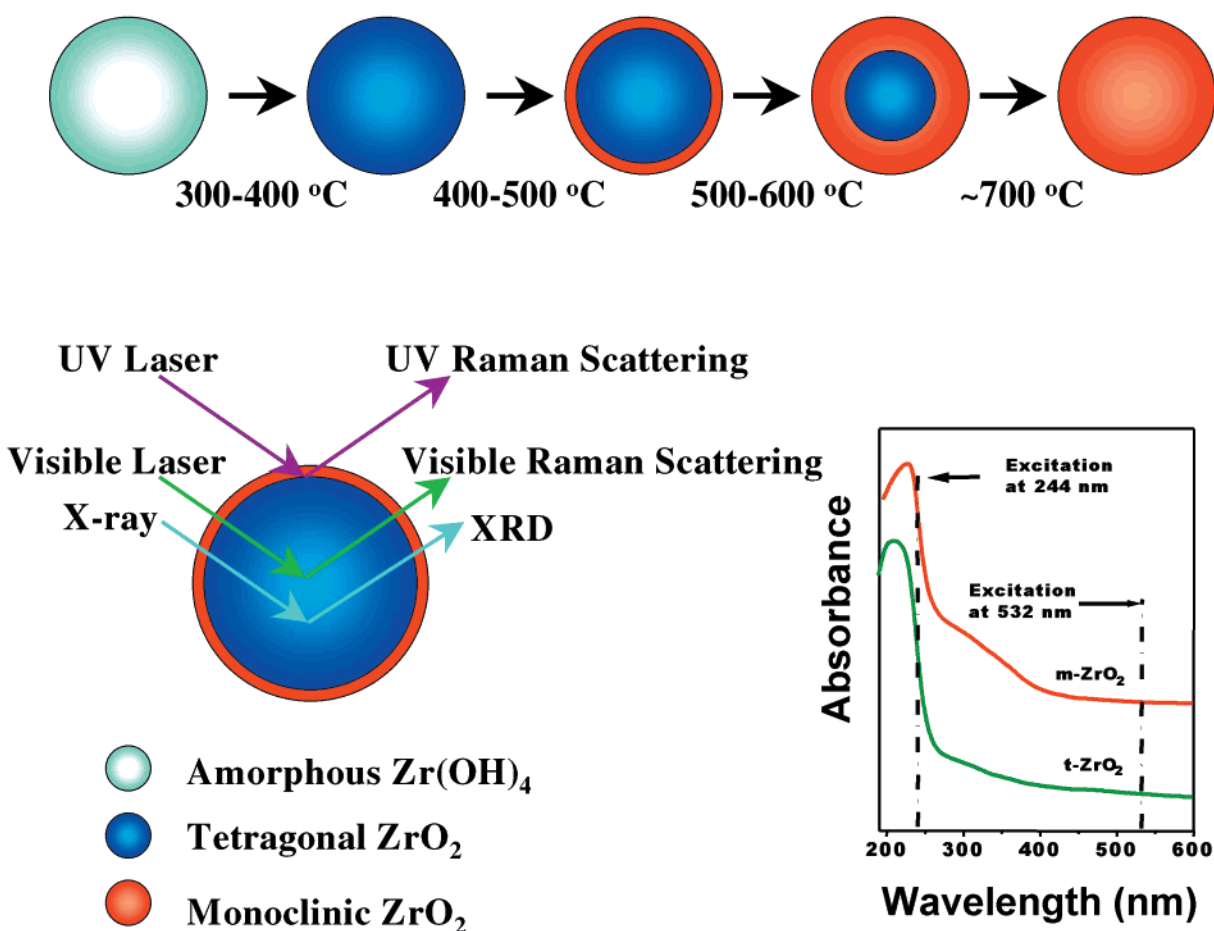 300-400 °C
400-500 °C
500-600 °C
~700 °C
UV Laser
UV Raman Scattering
Visible Laser
Visible Raman Scattering
X-ray
XRD
Amorphous Zr(OH)₄
Tetragonal ZrO₂
Monoclinic ZrO₂
Absorbance
Excitation
at 244 nm
Excitation
at 532 nm
m-ZrO₂
t-ZrO₂
200 300 400 500 600
Wavelength (nm)